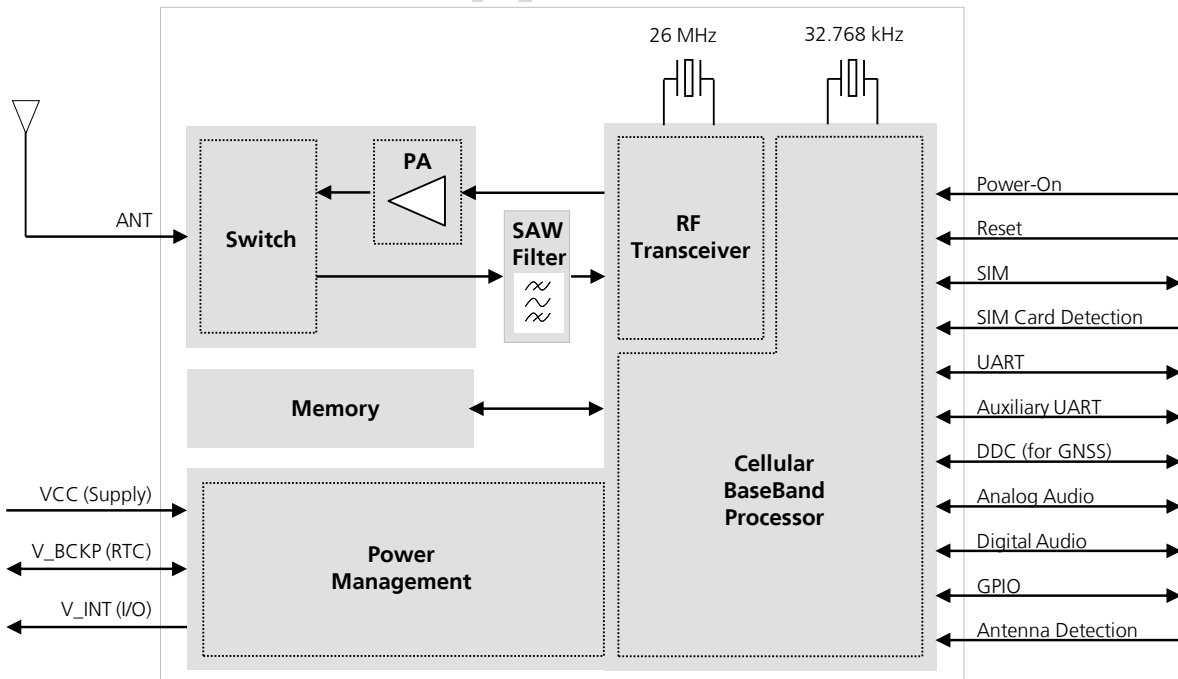 26 MHz
32.768 kHz
ANT
Switch
PA
SAW
Filter
RF
Transceiver
Memory
Cellular
BaseBand
Processor
Power
Management
VCC (Supply)
V_BCKP (RTC)
V_INT (I/O)
Power-On
Reset
SIM
SIM Card Detection
UART
Auxiliary UART
DDC (for GNSS)
Analog Audio
Digital Audio
GPIO
Antenna Detection